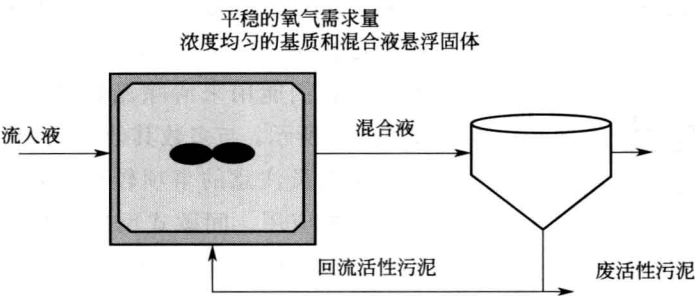 平稳的氧气需求量
浓度均匀的基质和混合液悬浮固体
流入液
混合液
回流活性污泥
废活性污泥